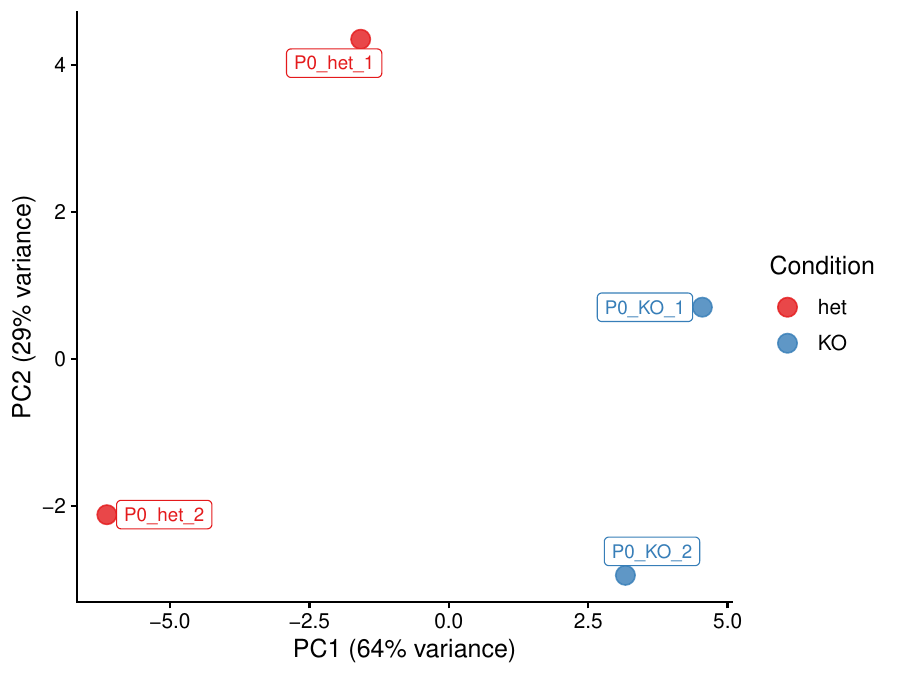 4
2
0
−2
−5.0
−2.5
0.0
2.5
5.0
PC1 (64% variance)
PC2 (29% variance)
P0_het_1
P0_KO_1
P0_het_2
P0_KO_2
Condition
het
KO